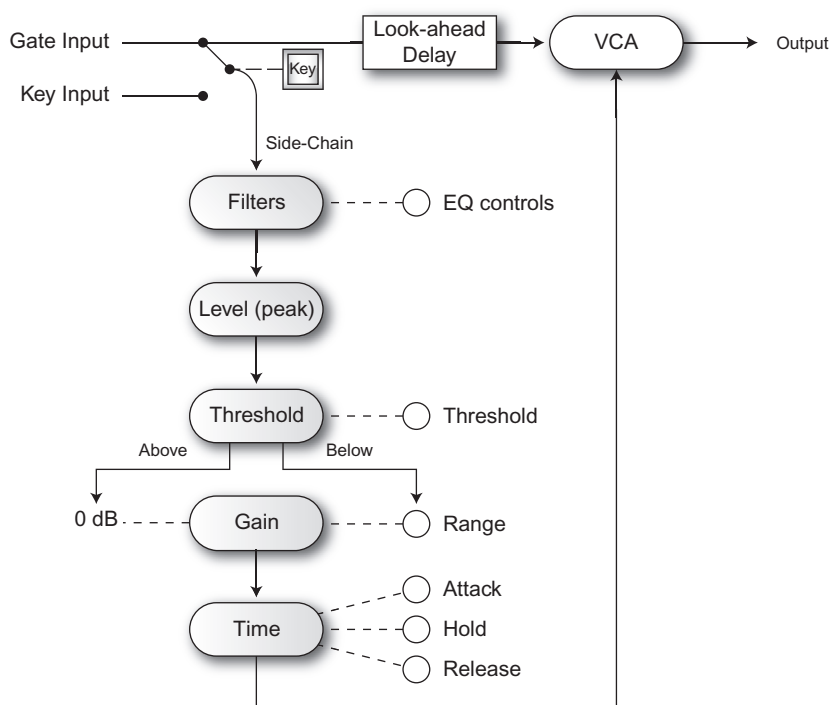 Gate Input
Look-ahead
Delay
VCA
Output
Key
Key Input
Side-Chain
Filters
EQ controls
Level (peak)
Threshold
Threshold
Above
Below
0 dB
Gain
Range
Attack
Time
Hold
Release